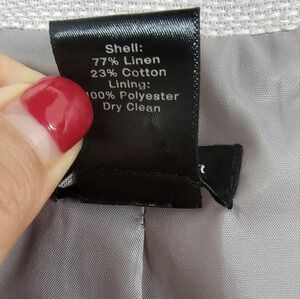 Shell:
77% Linen
23% Cotton
Lining:
100% Polyester
Dry Clean
R